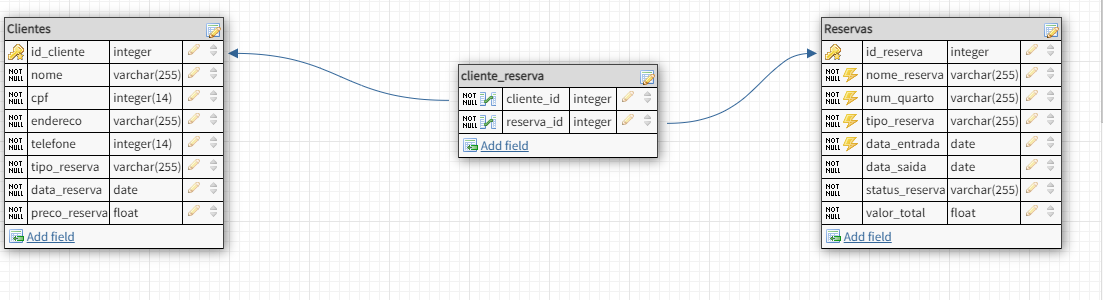 Clientes
id_cliente integer
NOT NULL nome varchar(255)
NOT NULL cpf integer(14)
NOT NULL endereco varchar(255)
NOT NULL telefone integer(14)
NOT NULL tipo_reserva varchar(255)
NOT NULL data_reserva date
NOT NULL preco_reserva float
Add field
cliente_reserva
NOT NULL cliente_id integer
NOT NULL reserva_id integer
Add field
Reservas
id_reserva integer
NOT NULL nome_reserva varchar(255)
NOT NULL num_quarto varchar(255)
NOT NULL tipo_reserva varchar(255)
NOT NULL data_entrada date
NOT NULL data_saida date
NOT NULL status_reserva varchar(255)
NOT NULL valor_total float
Add field